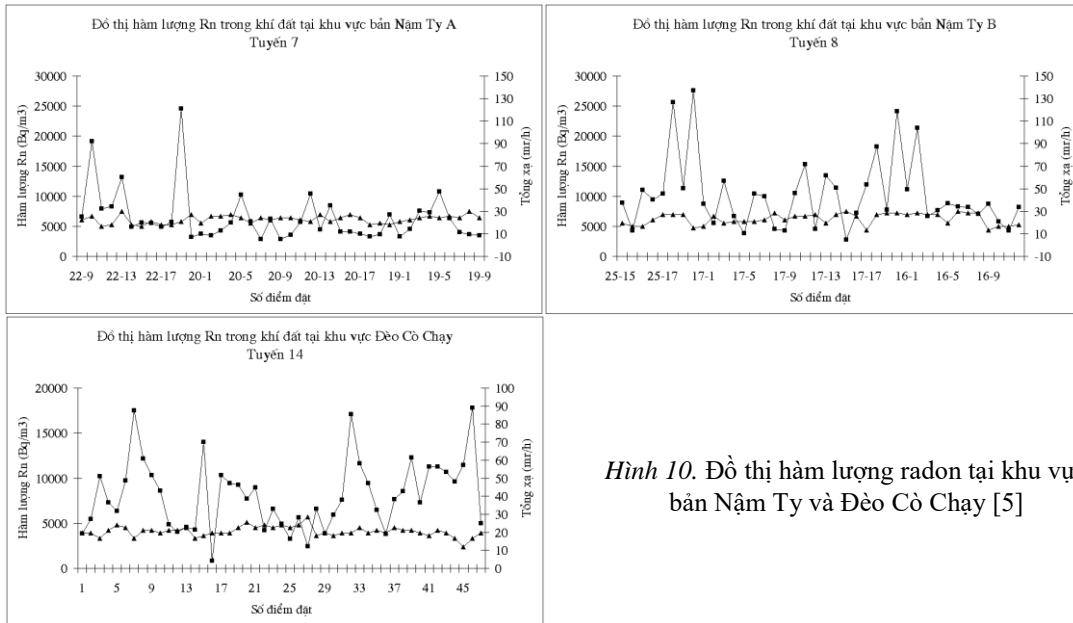 Đồ thị hàm lượng Rn trong khí đất tại khu vực bản Nậm Ty A
Tuyến 7
Hàm lượng Rn (Bq/m3)
30000
25000
20000
15000
10000
5000
0
150
130
110
90
70
50
30
10
-10
Tổng xạ (mr/h)
22-9 22-13 22-17 20-1 20-5 20-9 20-13 20-17 19-1 19-5 19-9
Số điểm đặt
Đồ thị hàm lượng Rn trong khí đất tại khu vực bản Nậm Ty B
Tuyến 8
Hàm lượng Rn (Bq/m3)
30000
25000
20000
15000
10000
5000
0
150
130
110
90
70
50
30
10
-10
Tổng xạ (mr/h)
25-15 25-17 17-1 17-5 17-9 17-13 17-17 16-1 16-5 16-9
Số điểm đặt
Đồ thị hàm lượng Rn trong khí đất tại khu vực Đèo Cò Chạy
Tuyến 14
Hàm lượng Rn (Bq/m3)
20000
15000
10000
5000
0
100
90
80
70
60
50
40
30
20
10
0
Tổng xạ (mr/h)
1 5 9 13 17 21 25 29 33 37 41 45
Số điểm đặt
Hình 10. Đồ thị hàm lượng radon tại khu vự
bản Nậm Ty và Đèo Cò Chạy [5]